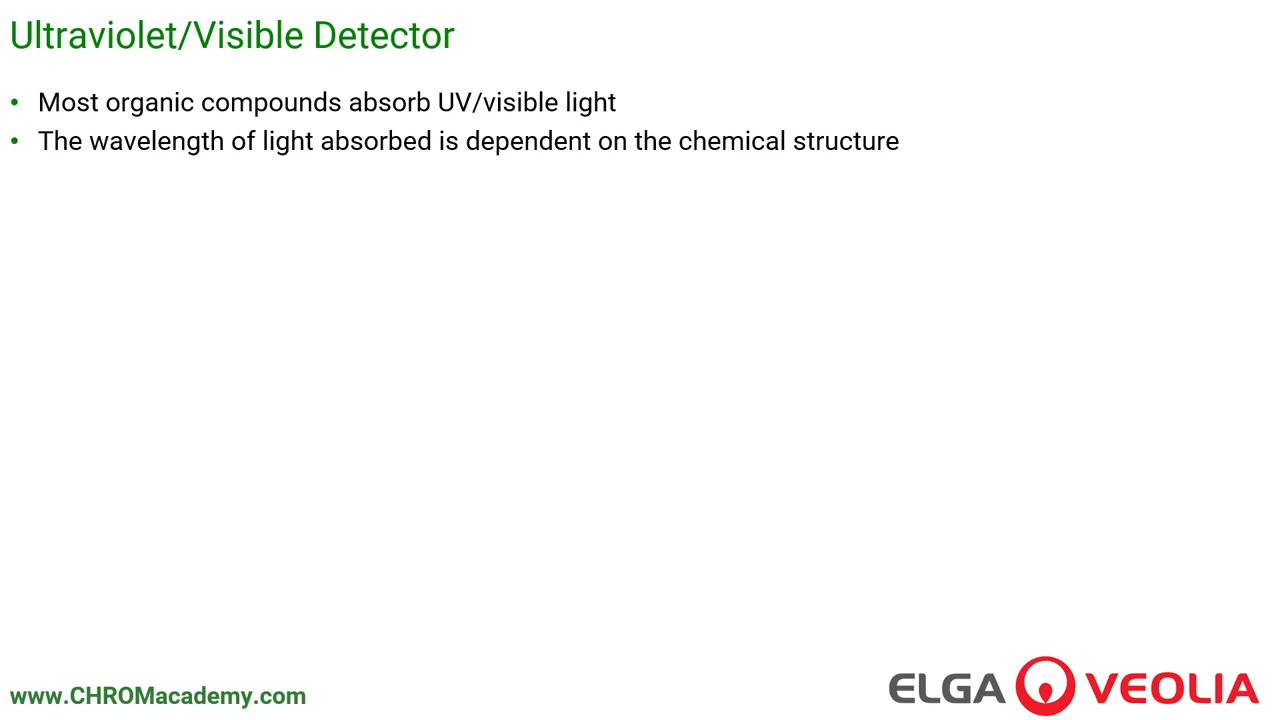 Ultraviolet/Visible Detector
• Most organic compounds absorb UV/visible light
• The wavelength of light absorbed is dependent on the chemical structure
www.CHROMacademy.com
ELGA VEOLIA